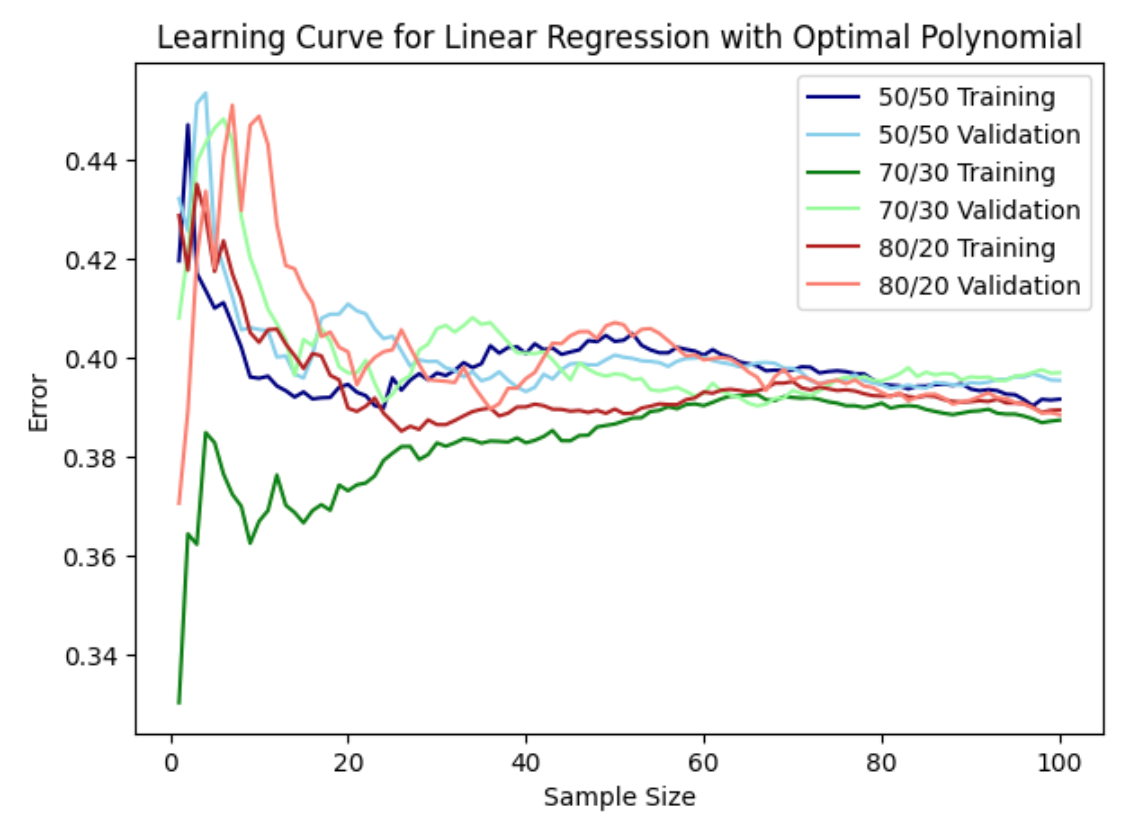 Learning Curve for Linear Regression with Optimal Polynomial
50/50 Training
50/50 Validation
70/30 Training
70/30 Validation
80/20 Training
80/20 Validation
0.44
0.42
0.40
0.38
0.36
0.34
Error
0 20 40 60 80 100
Sample Size